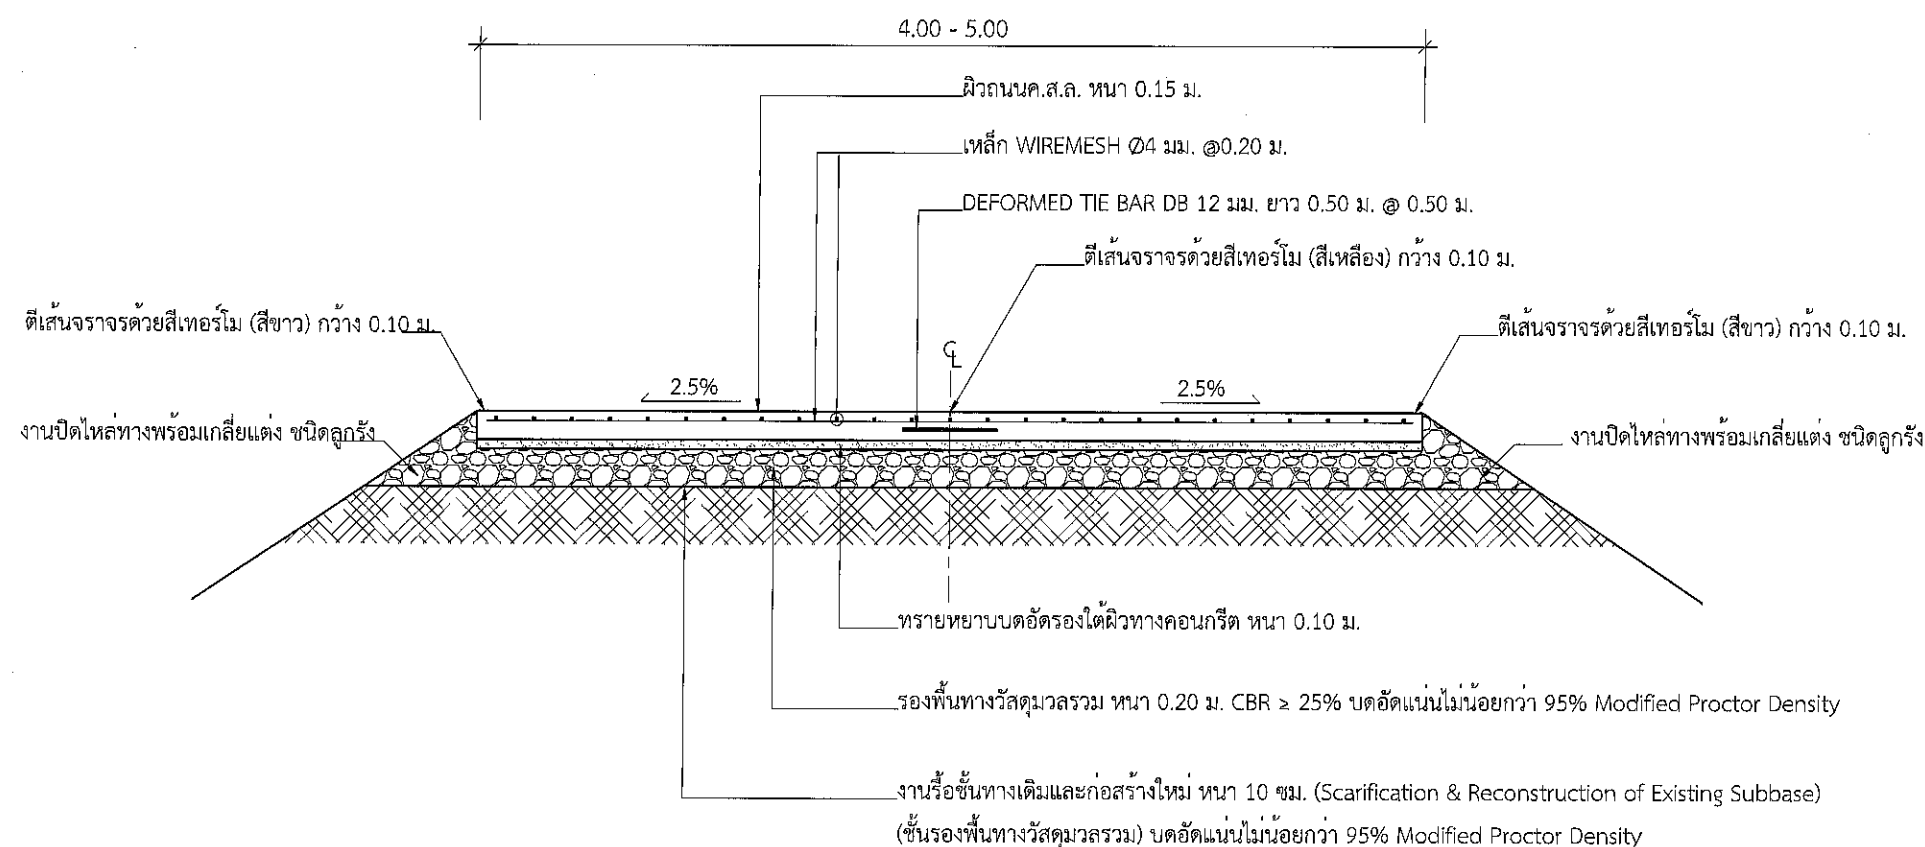 4.00 - 5.00
ผิวถนนค.ส.ล. หนา 0.15 ม.
เหล็ก WIREMESH Ø4 มม. @0.20 ม.
DEFORMED TIE BAR DB 12 มม. ยาว 0.50 ม. @ 0.50 ม.
ตีเส้นจราจรด้วยสีเทอร์โม (สีเหลือง) กว้าง 0.10 ม.
ตีเส้นจราจรด้วยสีเทอร์โม (สีขาว) กว้าง 0.10 ม.
ตีเส้นจราจรด้วยสีเทอร์โม (สีขาว) กว้าง 0.10 ม.
CL
2.5%
2.5%
งานปิดไหล่ทางพร้อมเกลี่ยแต่ง ชนิดลูกรัง
งานปิดไหล่ทางพร้อมเกลี่ยแต่ง ชนิดลูกรัง
ทรายหยาบบดอัดรองใต้ผิวทางคอนกรีต หนา 0.10 ม.
รองพื้นทางวัสดุมวลรวม หนา 0.20 ม. CBR ≥ 25% บดอัดแน่นไม่น้อยกว่า 95% Modified Proctor Density
งานรื้อชั้นทางเดิมและก่อสร้างใหม่ หนา 10 ซม. (Scarification & Reconstruction of Existing Subbase)
(ชั้นรองพื้นทางวัสดุมวลรวม) บดอัดแน่นไม่น้อยกว่า 95% Modified Proctor Density